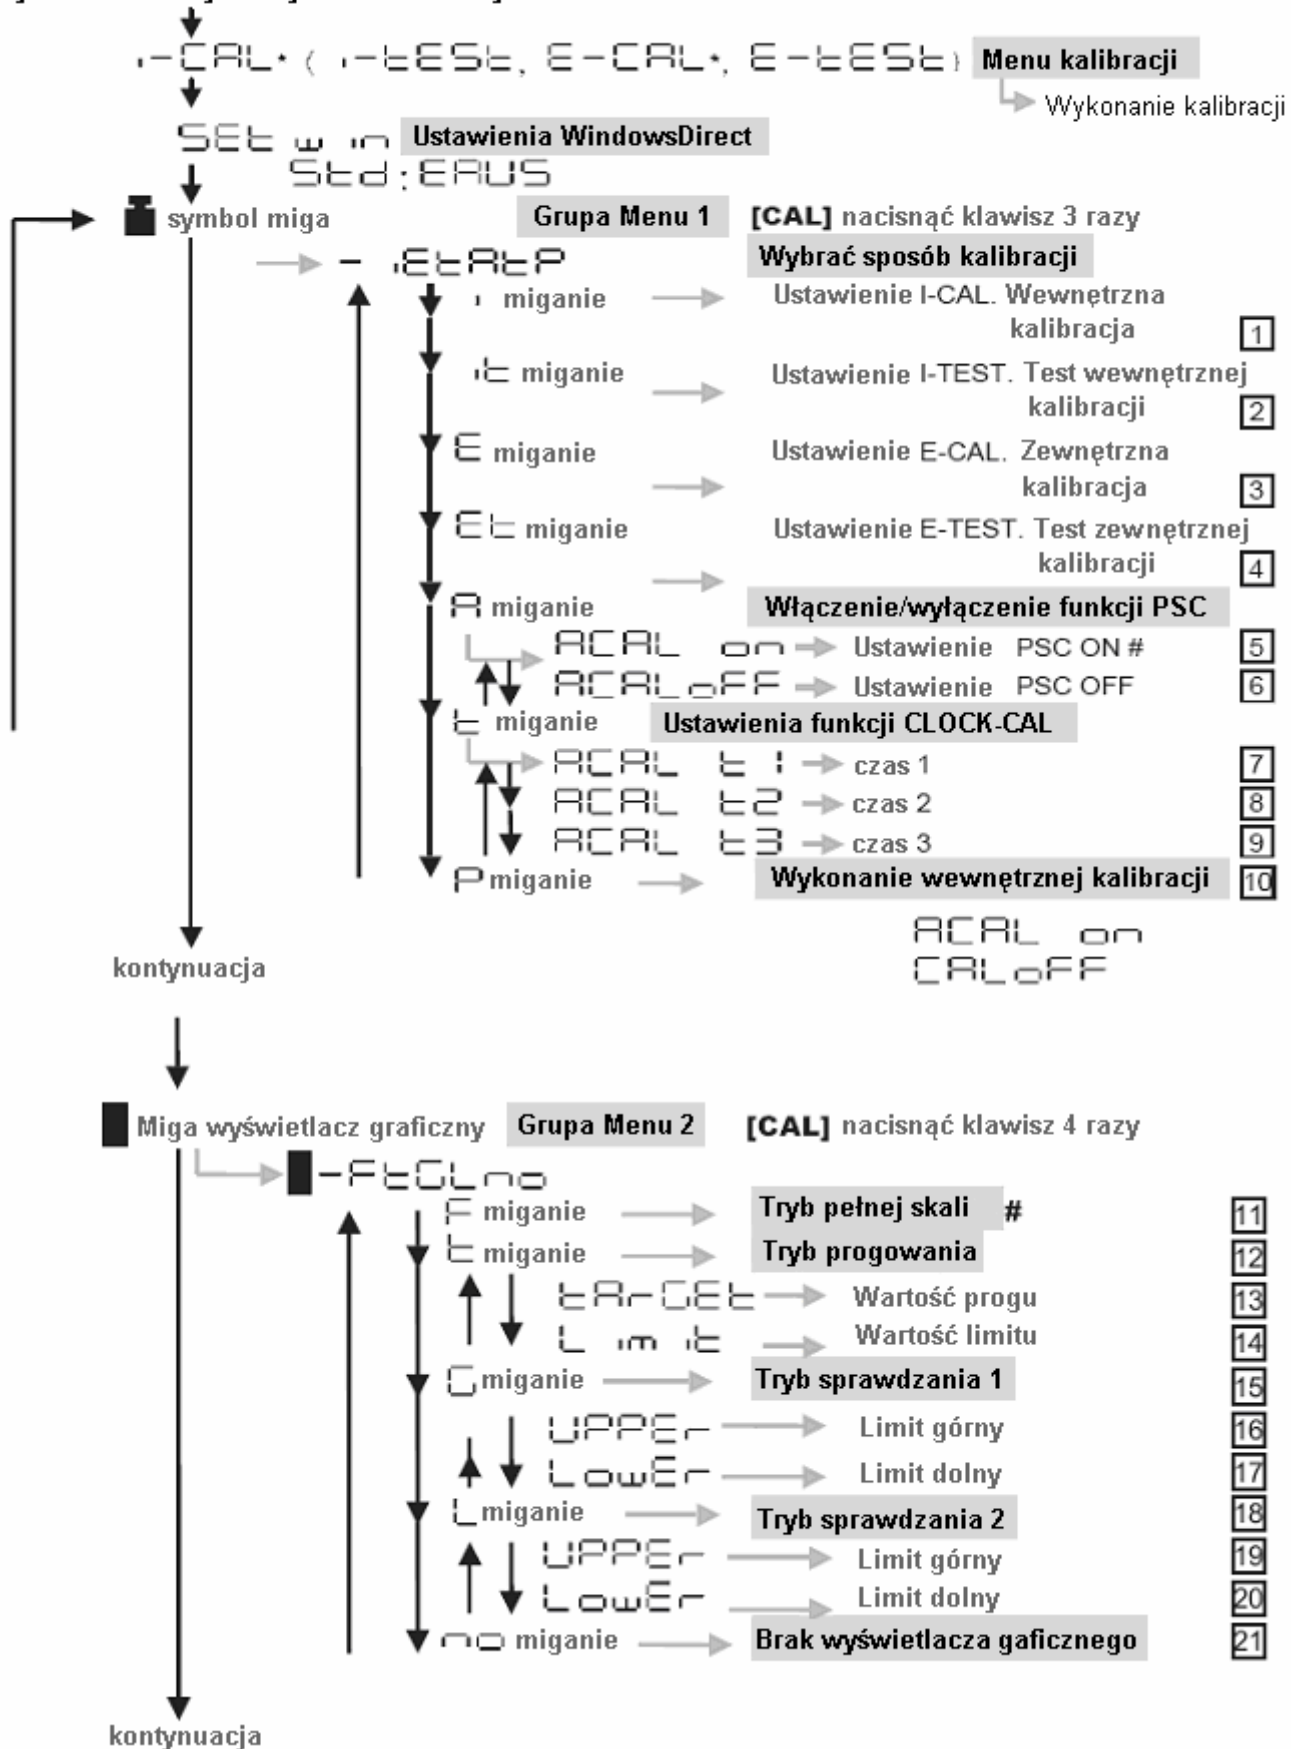 i-CAL* ( i-tESt, E-CAL*, E-tESt) Menu kalibracji
Wykonanie kalibracji
SEt win Ustawienia WindowsDirect
Std:EAUS
symbol miga Grupa Menu 1 [CAL] nacisnąć klawisz 3 razy
- iEtAtP Wybrać sposób kalibracji
i miganie Ustawienie I-CAL. Wewnętrzna
kalibracja 1
it miganie Ustawienie I-TEST. Test wewnętrznej
kalibracji 2
E miganie Ustawienie E-CAL. Zewnętrzna
kalibracja 3
Et miganie Ustawienie E-TEST. Test zewnętrznej
kalibracji 4
A miganie Włączenie/wyłączenie funkcji PSC
ACAL on Ustawienie PSC ON # 5
ACALoFF Ustawienie PSC OFF 6
t miganie Ustawienia funkcji CLOCK-CAL
ACAL t1 czas 1 7
ACAL t2 czas 2 8
ACAL t3 czas 3 9
P miganie Wykonanie wewnętrznej kalibracji 10
ACAL on
CALoFF
kontynuacja
Miga wyświetlacz graficzny Grupa Menu 2 [CAL] nacisnąć klawisz 4 razy
-FtGLno
F miganie Tryb pełnej skali # 11
t miganie Tryb progowania 12
tArGEt Wartość progu 13
Limit Wartość limitu 14
G miganie Tryb sprawdzania 1 15
UPPEr Limit górny 16
LowEr Limit dolny 17
L miganie Tryb sprawdzania 2 18
UPPEr Limit górny 19
LowEr Limit dolny 20
no miganie Brak wyświetlacza gaficznego 21
kontynuacja